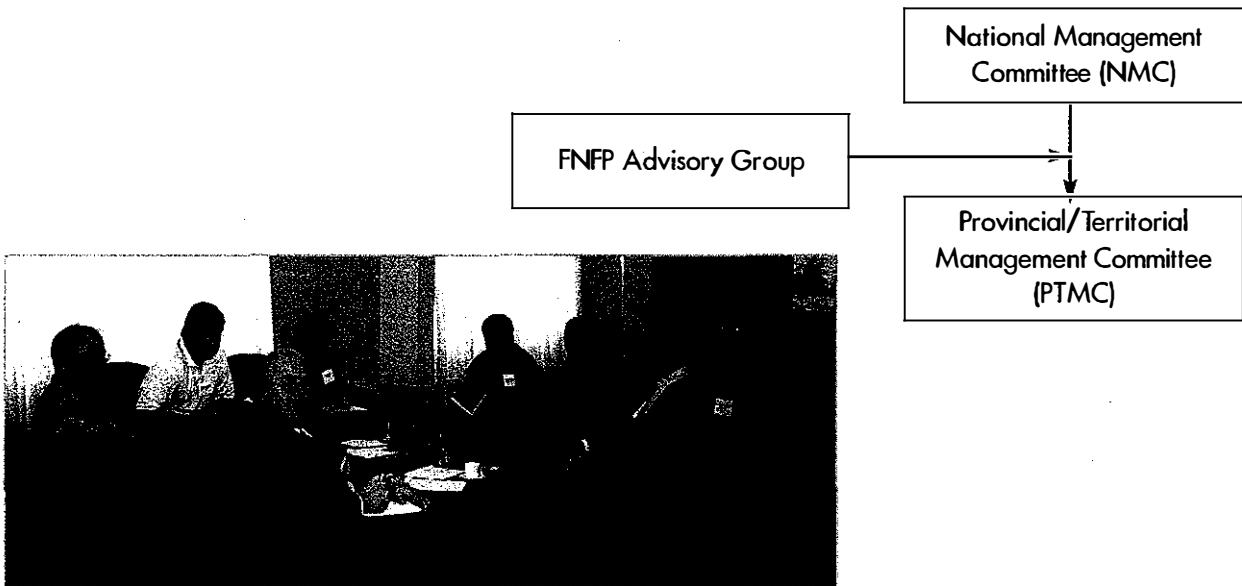 National Management
Committee (NMC)
FNFP Advisory Group
Provincial/Territorial
Management Committee
(PTMC)